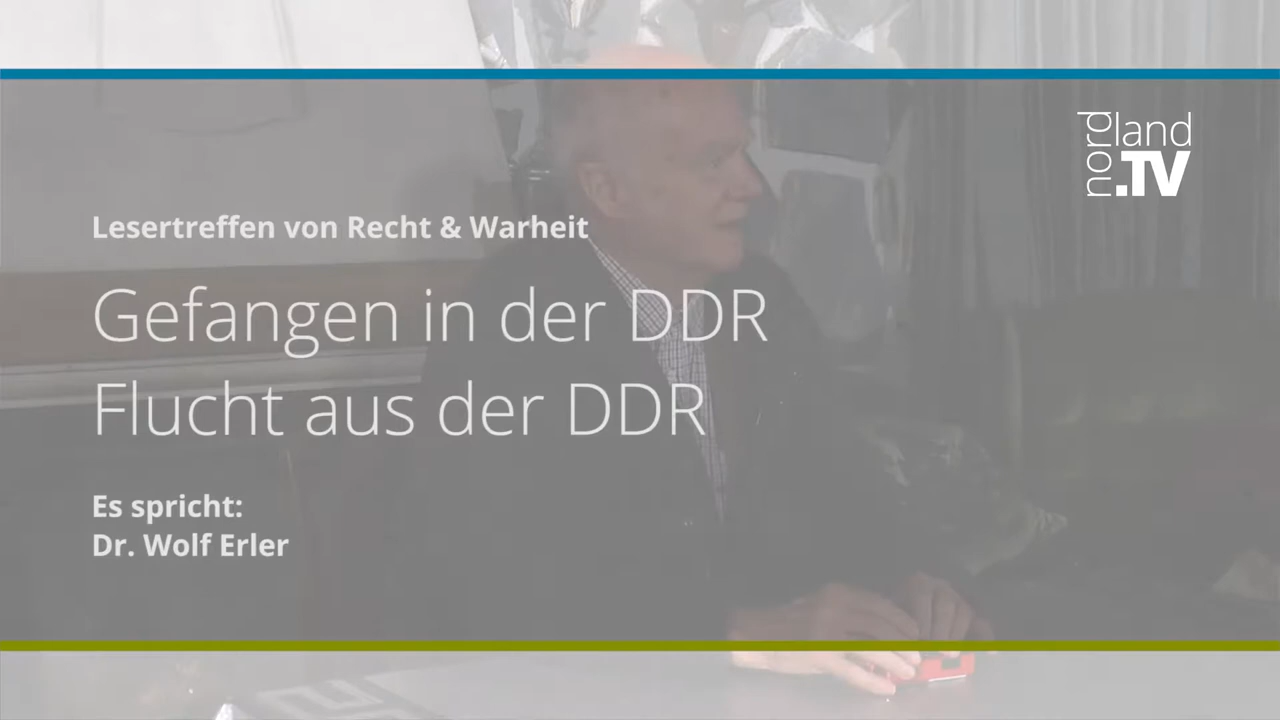 nordland
.TV
Lesertreffen von Recht & Warheit
Gefangen in der DDR
Flucht aus der DDR
Es spricht:
Dr. Wolf Erler